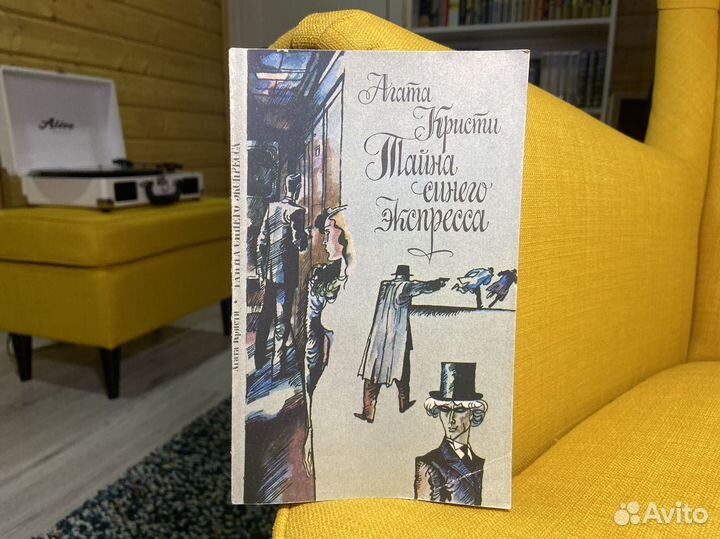 Агата
Кристи
Тайна
синего
экспресса
Агата Кристи • ТАЙНА СИНЕГО ЭКСПРЕССА
Avito